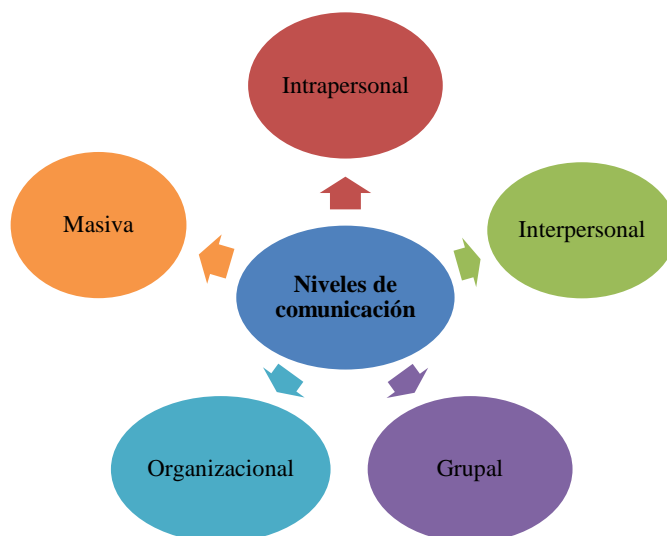 Intrapersonal
Masiva
Interpersonal
Niveles de
comunicación
Organizacional
Grupal